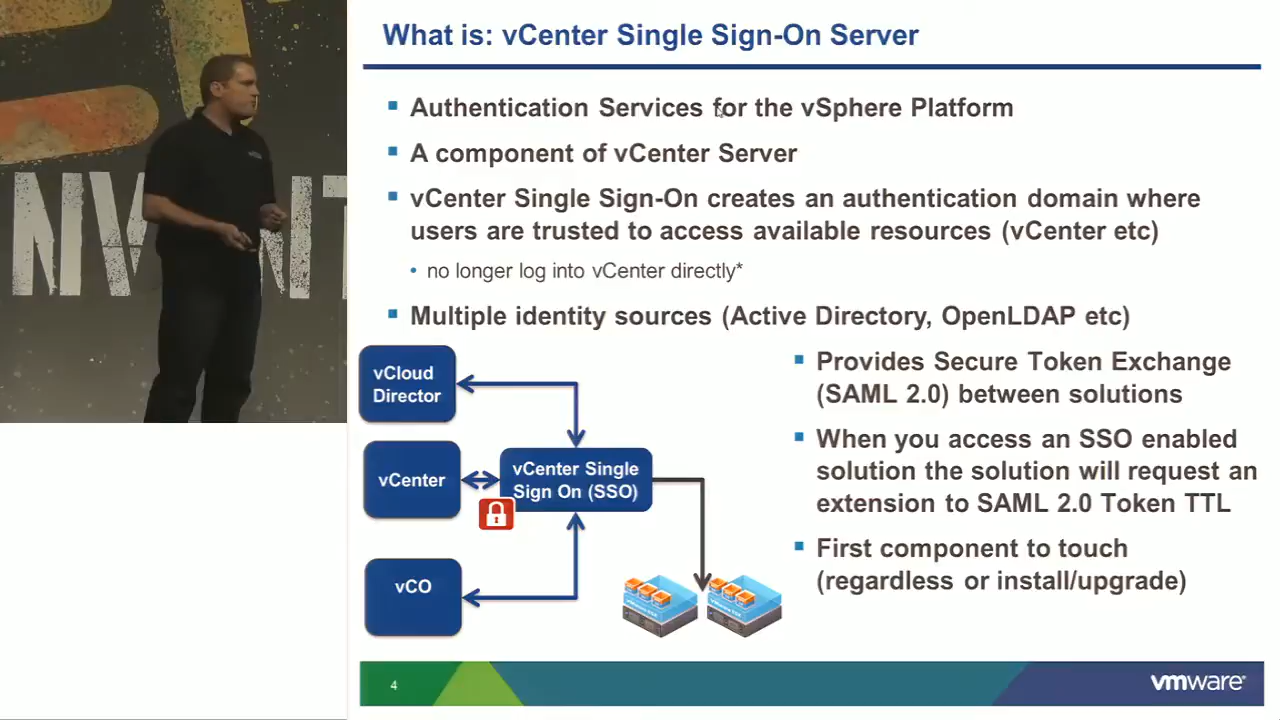 What is: vCenter Single Sign-On Server
Authentication Services for the vSphere Platform
A component of vCenter Server
vCenter Single Sign-On creates an authentication domain where
users are trusted to access available resources (vCenter etc)
no longer log into vCenter directly*
Multiple identity sources (Active Directory, OpenLDAP etc)
vCloud
Director
vCenter
vCenter Single
Sign On (SSO)
vCO
Provides Secure Token Exchange
(SAML 2.0) between solutions
When you access an SSO enabled
solution the solution will request an
extension to SAML 2.0 Token TTL
First component to touch
(regardless or install/upgrade)
4
vmware